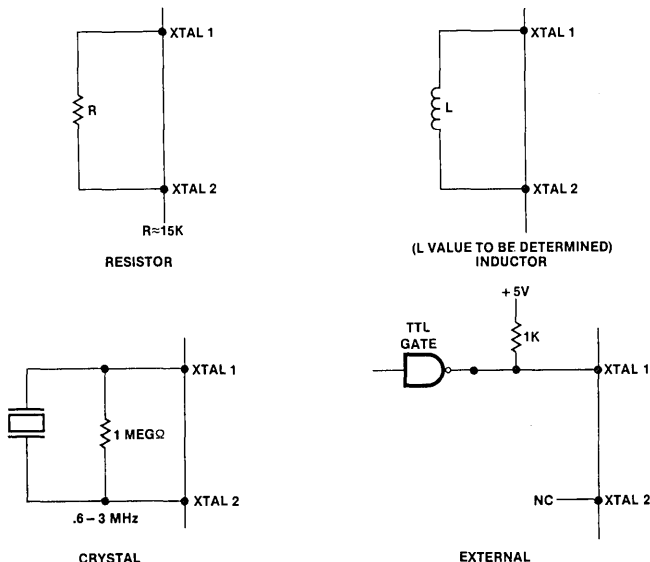 XTAL 1
R
XTAL 2
R≈15K
RESISTOR
XTAL 1
L
XTAL 2
(L VALUE TO BE DETERMINED)
INDUCTOR
XTAL 1
1 MEGΩ
XTAL 2
.6–3 MHz
CRYSTAL
+5V
TTL
GATE
1K
XTAL 1
NC
XTAL 2
EXTERNAL